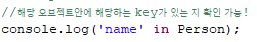 //해당 오브젝트안에 해당하는 key가 있는 지 확인 가능!
console.log('name' in Person);